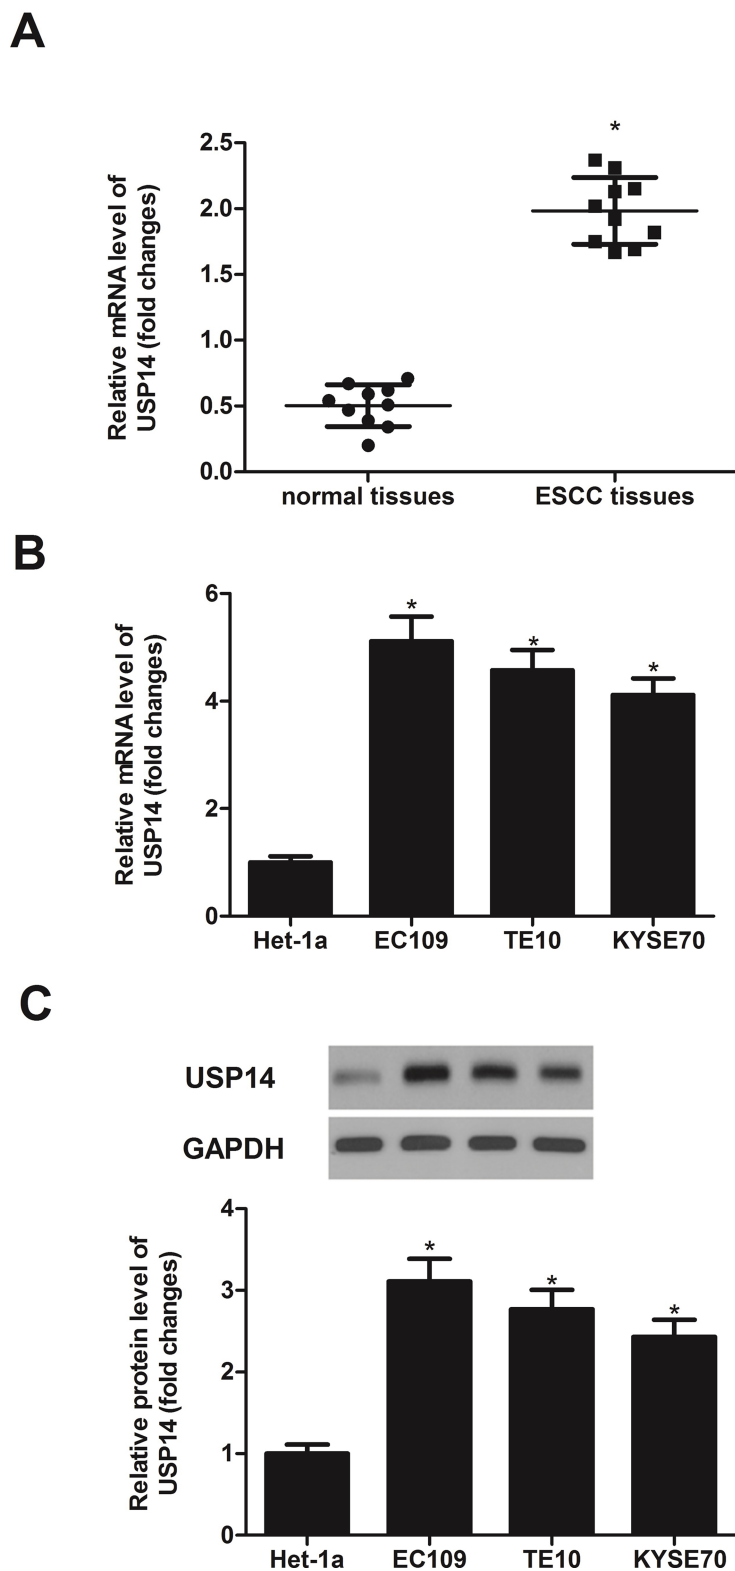 A
*
2.5
2.0
1.5
1.0
0.5
0.0
Relative mRNA level of
USP14 (fold changes)
normal tissues ESCC tissues
B
6
4
2
0
Relative mRNA level of
USP14 (fold changes)
* * *
Het-1a EC109 TE10 KYSE70
C
USP14
GAPDH
4
3
2
1
0
Relative protein level of
USP14 (fold changes)
* * *
Het-1a EC109 TE10 KYSE70